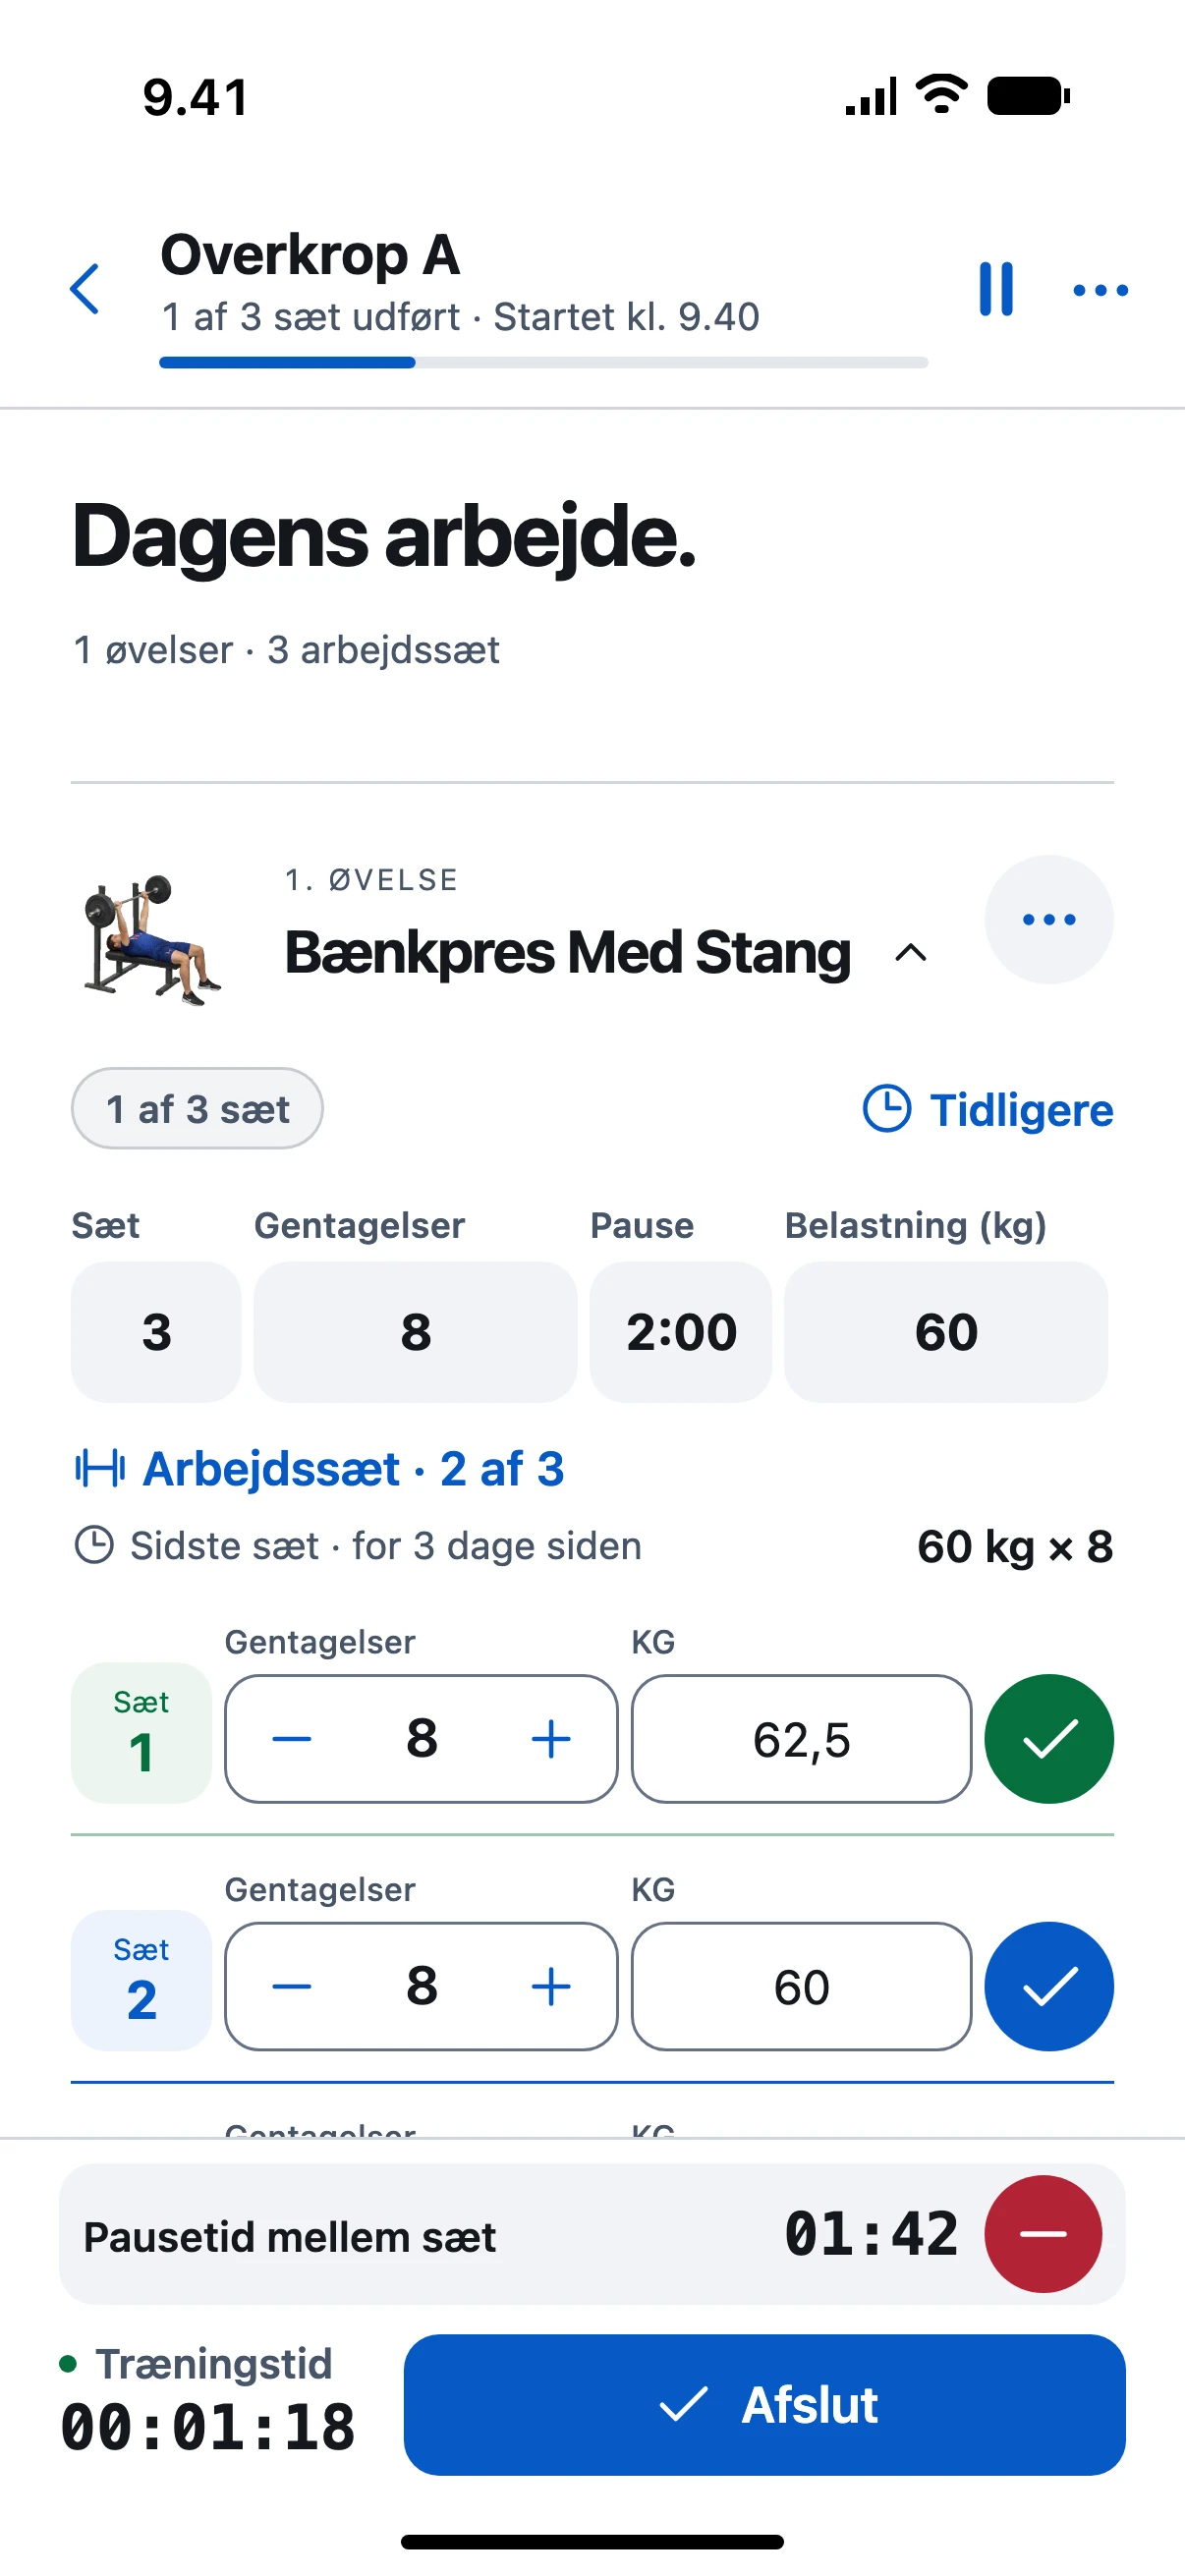 9.41
Overkrop A
1 af 3 sæt udført · Startet kl. 9.40
Dagens arbejde.
1 øvelser · 3 arbejdssæt
1. ØVELSE
Bænkpres Med Stang
1 af 3 sæt
Tidligere
Sæt Gentagelser Pause Belastning (kg)
3 8 2:00 60
Arbejdssæt · 2 af 3
Sidste sæt · for 3 dage siden 60 kg × 8
Gentagelser KG
Sæt
1 8 62,5
Gentagelser KG
Sæt
2 8 60
Gentagelser KG
Pausetid mellem sæt 01:42
Træningstid
00:01:18
Afslut